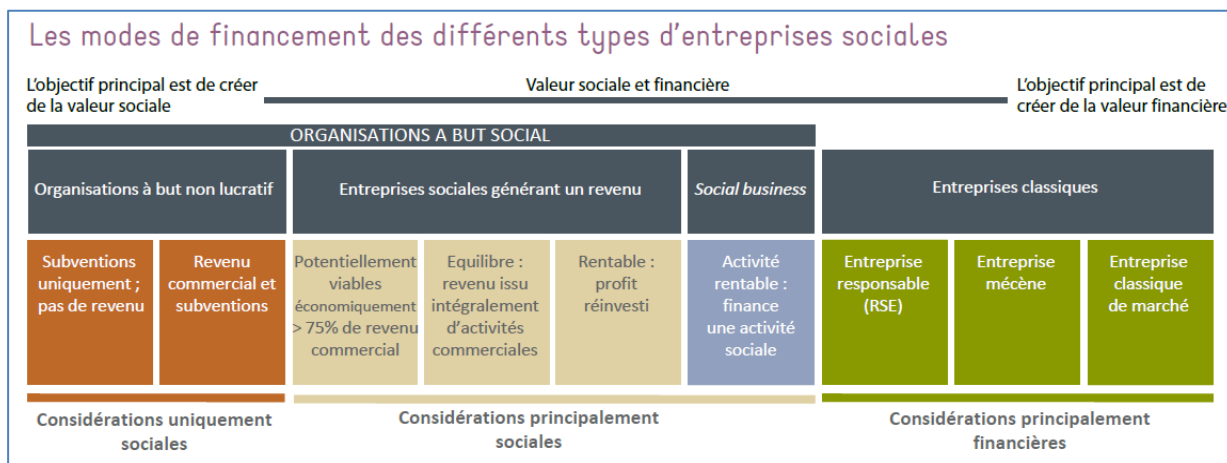 Les modes de financement des différents types d'entreprises sociales
L'objectif principal est de créer
de la valeur sociale
Valeur sociale et financière
L'objectif principal est de
créer de la valeur financière
ORGANISATIONS A BUT SOCIAL
Organisations à but non lucratif
Entreprises sociales générant un revenu
Social business
Entreprises classiques
Subventions
uniquement ;
pas de revenu
Revenu
commercial et
subventions
Potentiellement
viables
économiquement
> 75% de revenu
commercial
Equilibre :
revenu issu
intégralement
d'activités
commerciales
Rentable :
profit
réinvesti
Activité
rentable :
finance
une activité
sociale
Entreprise
responsable
(RSE)
Entreprise
mécène
Entreprise
classique
de marché
Considérations uniquement
sociales
Considérations principalement
sociales
Considérations principalement
financières